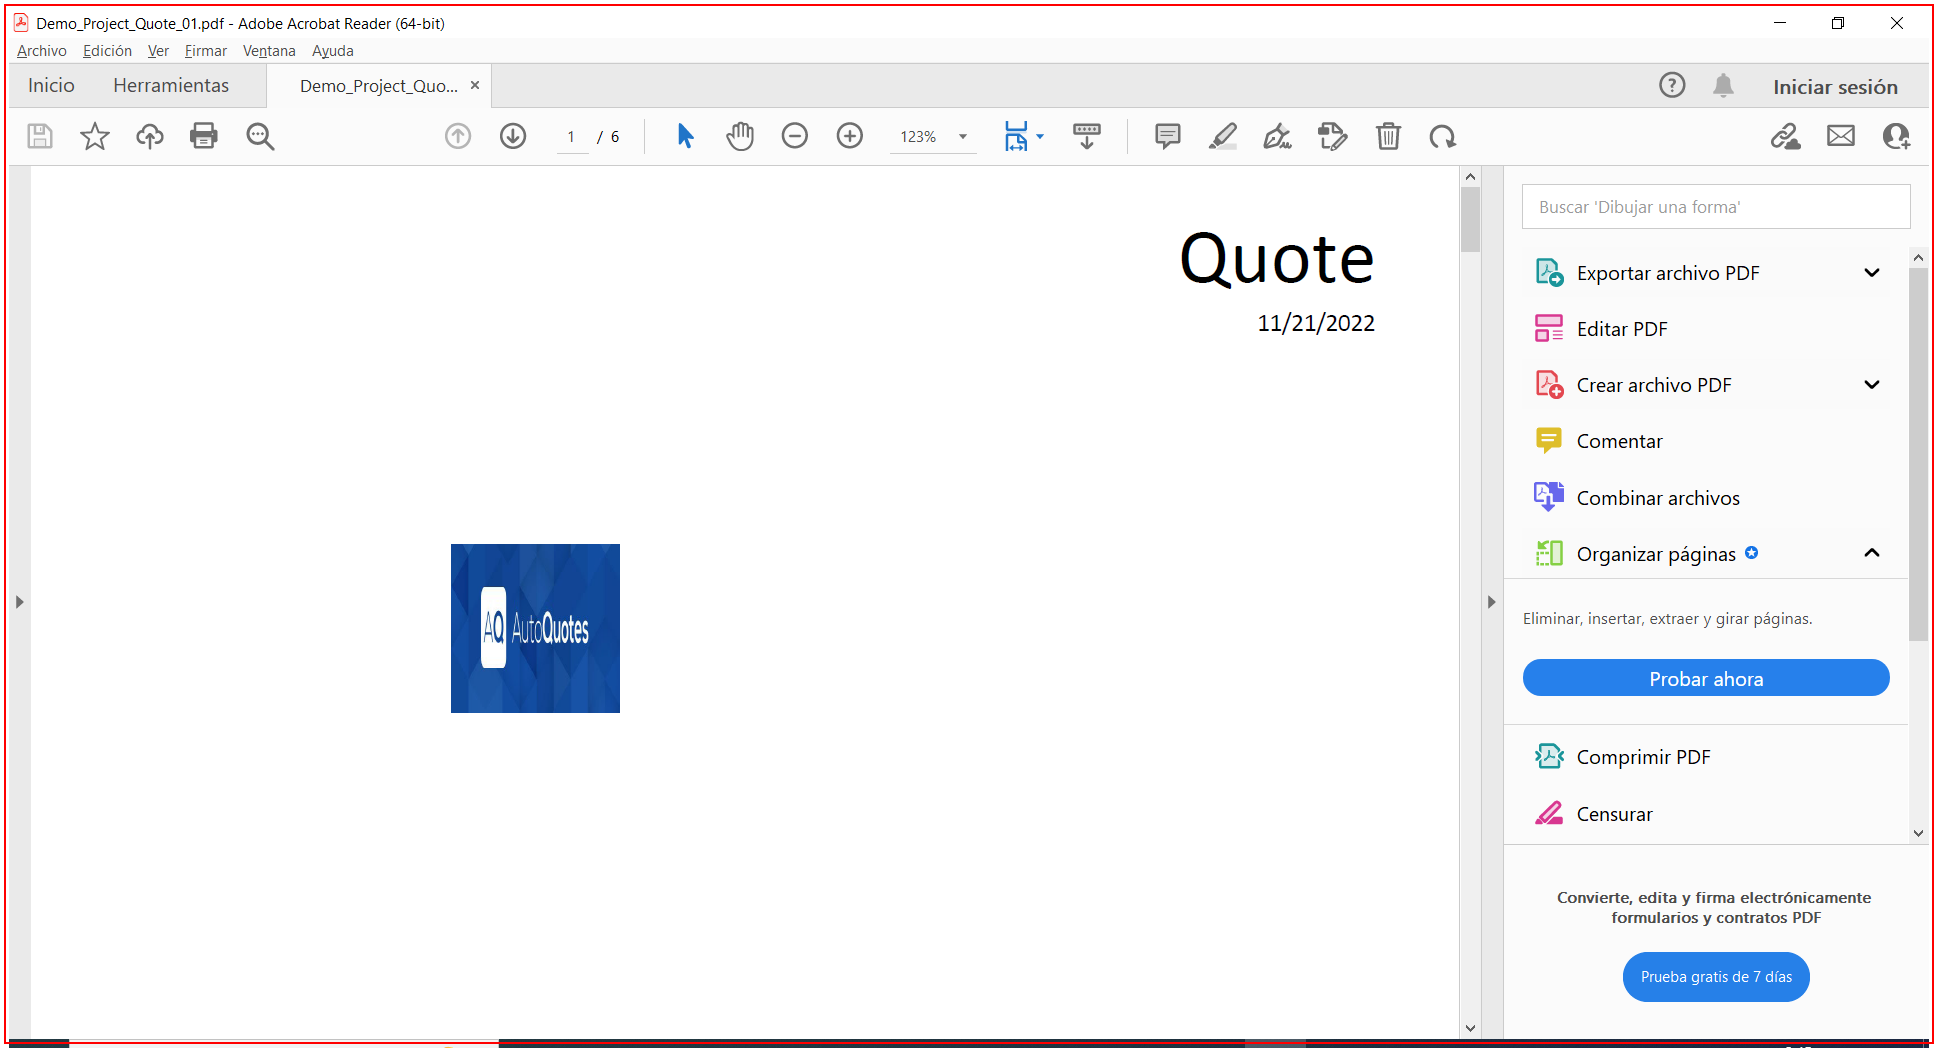 Demo_Project_Quote_01.pdf - Adobe Acrobat Reader (64-bit)
Archivo Edición Ver Firmar Ventana Ayuda
Inicio Herramientas Demo_Project_Quo... × Iniciar sesión
1 / 6 123%
Quote
11/21/2022
AQ AutoQuotes
Buscar 'Dibujar una forma'
Exportar archivo PDF
Editar PDF
Crear archivo PDF
Comentar
Combinar archivos
Organizar páginas
Eliminar, insertar, extraer y girar páginas.
Probar ahora
Comprimir PDF
Censurar
Convierte, edita y firma electrónicamente
formularios y contratos PDF
Prueba gratis de 7 días